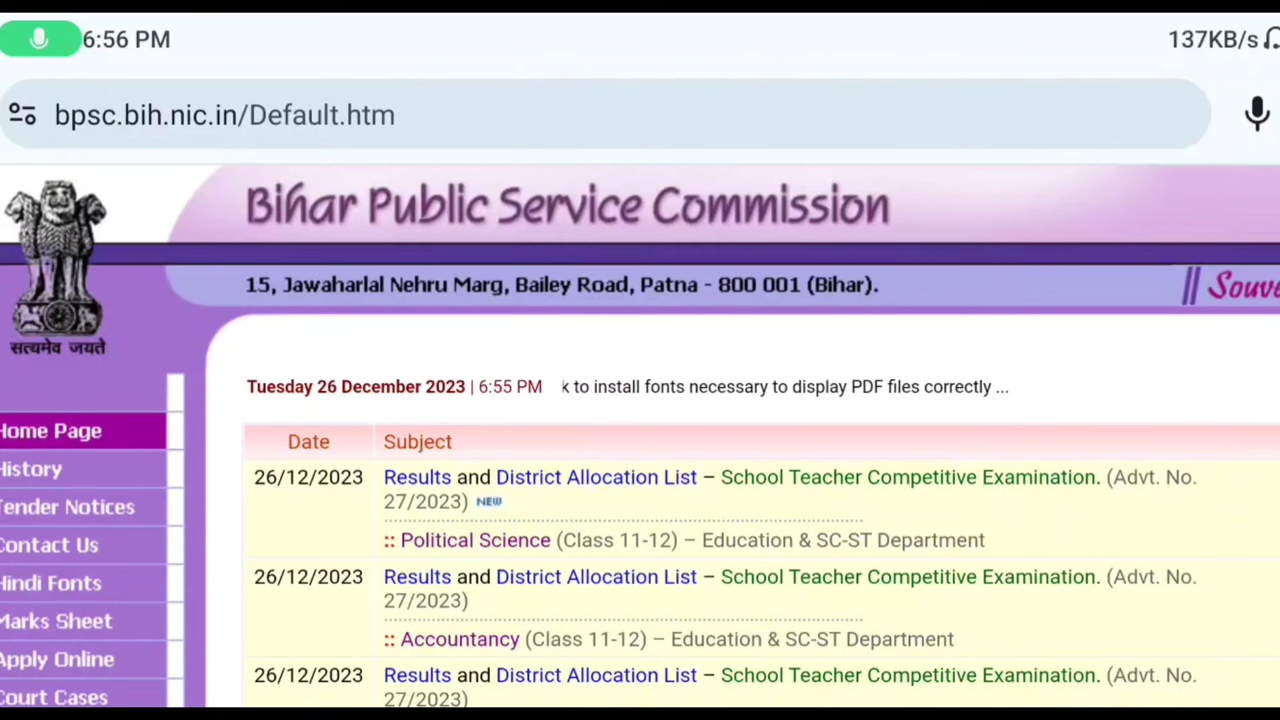 6:56 PM
137KB/s
bpsc.bih.nic.in/Default.htm
Bihar Public Service Commission
15, Jawaharlal Nehru Marg, Bailey Road, Patna - 800 001 (Bihar).
सत्यमेव जयते
Tuesday 26 December 2023 | 6:55 PM
k to install fonts necessary to display PDF files correctly ...
Home Page
History
Tender Notices
Contact Us
Hindi Fonts
Marks Sheet
Apply Online
Court Cases
Date Subject
26/12/2023 Results and District Allocation List – School Teacher Competitive Examination. (Advt. No.
27/2023) NEW
:: Political Science (Class 11-12) – Education & SC-ST Department
26/12/2023 Results and District Allocation List – School Teacher Competitive Examination. (Advt. No.
27/2023)
:: Accountancy (Class 11-12) – Education & SC-ST Department
26/12/2023 Results and District Allocation List – School Teacher Competitive Examination. (Advt. No.
27/2023)